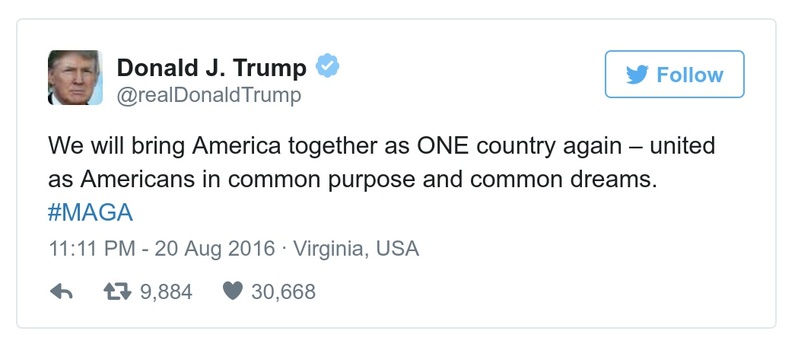 Donald J. Trump
Follow
@realDonaldTrump
We will bring America together as ONE country again – united
as Americans in common purpose and common dreams.
#MAGA
11:11 PM - 20 Aug 2016 · Virginia, USA
9,884 30,668